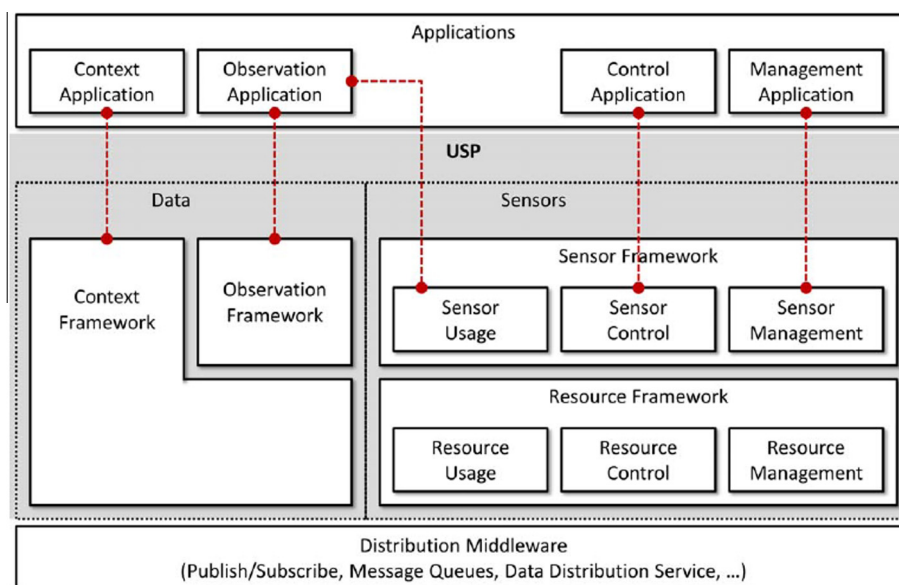 Applications
Context
Application
Observation
Application
Control
Application
Management
Application
USP
Data
Sensors
Context
Framework
Observation
Framework
Sensor Framework
Sensor
Usage
Sensor
Control
Sensor
Management
Resource Framework
Resource
Usage
Resource
Control
Resource
Management
Distribution Middleware
(Publish/Subscribe, Message Queues, Data Distribution Service, ...)